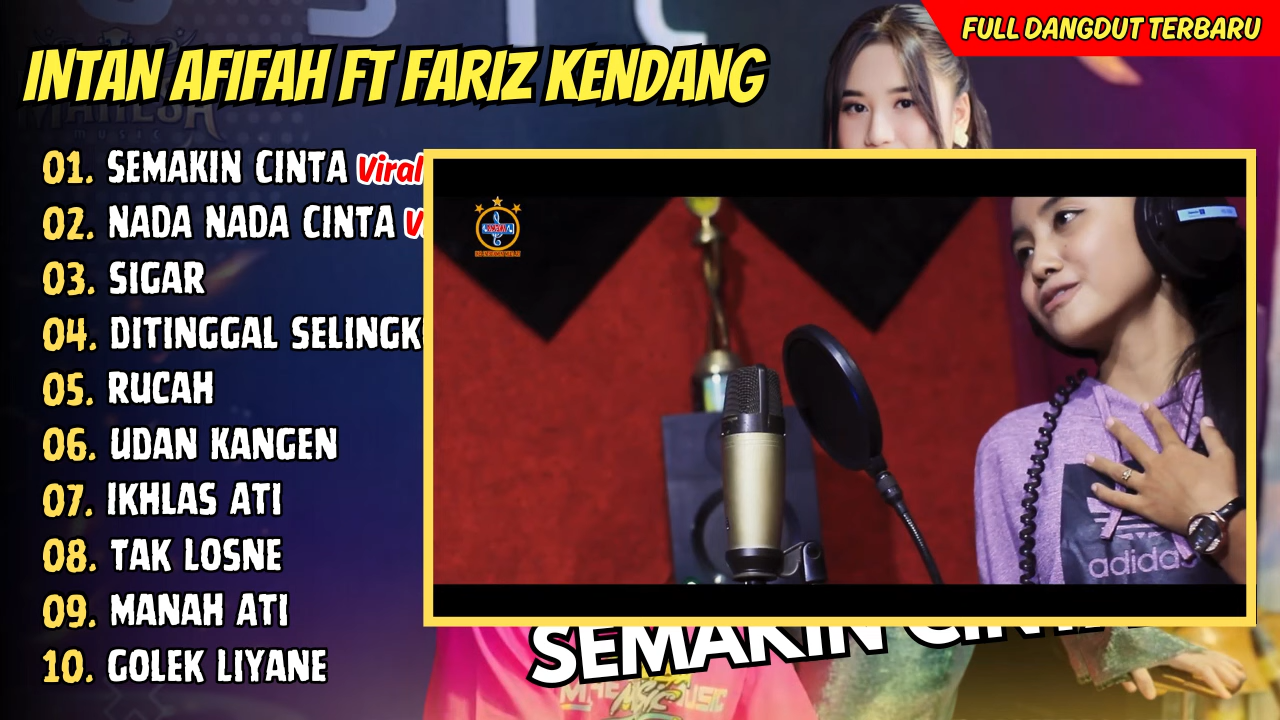 FULL DANGDUT TERBARU
INTAN AFIFAH FT FARIZ KENDANG
01. SEMAKIN CINTA Viral
02. NADA NADA CINTA V
03. SIGAR
04. DITINGGAL SELINGK
05. RUCAH
06. UDAN KANGEN
07. IKHLAS ATI
08. TAK LOSNE
09. MANAH ATI
10. GOLEK LIYANE
adidas
SEMAKIN CINTA
MUSIC